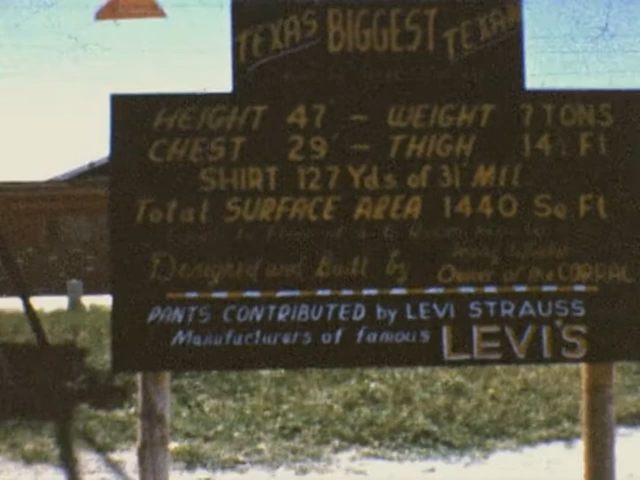 TEXAS BIGGEST TEXAN
HEIGHT 47' - WEIGHT 7 TONS
CHEST 29' - THIGH 14 Ft
SHIRT 127 Yds of 31" Mtl
Total SURFACE AREA 1440 Sq. Ft
Designed and Built by
Owner of the CORRAL
PANTS CONTRIBUTED by LEVI STRAUSS
Manufacturers of famous LEVI'S